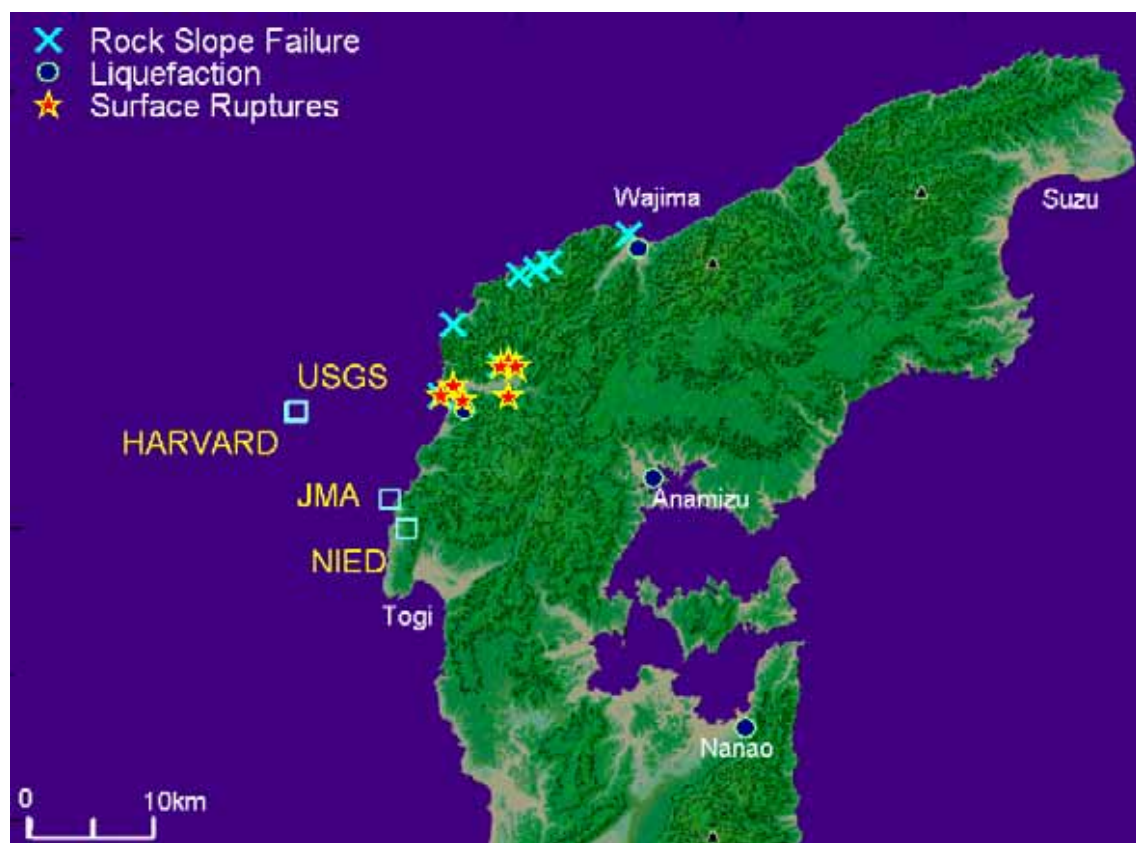 Rock Slope Failure
Liquefaction
Surface Ruptures
Wajima
Suzu
USGS
HARVARD
JMA
Anamizu
NIED
Togi
Nanao
0 10km